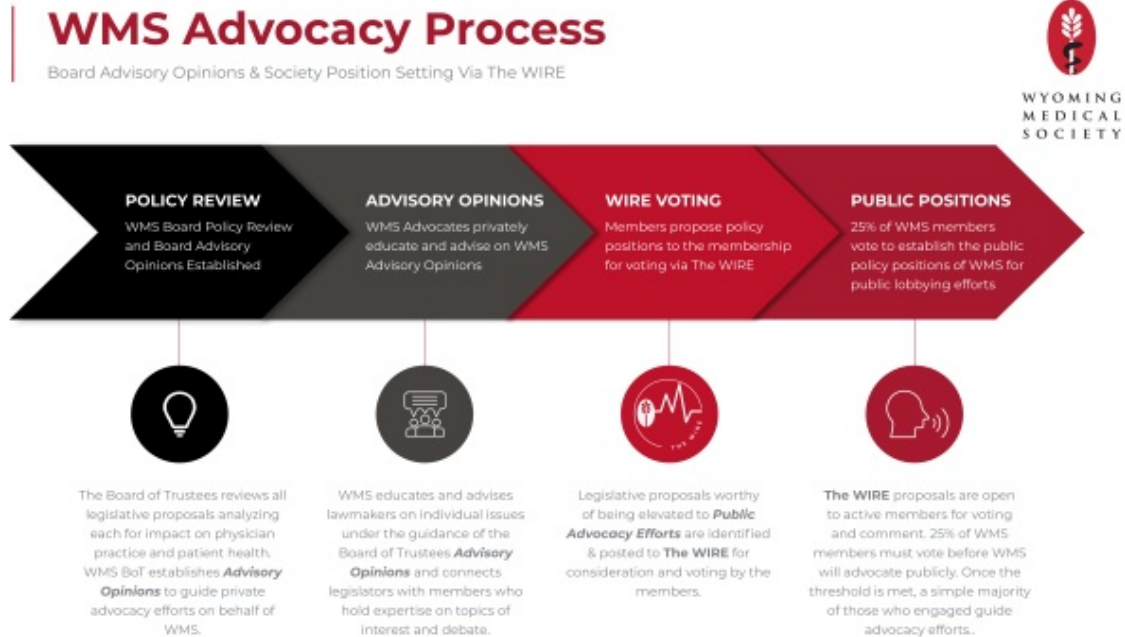 WMS Advocacy Process
Board Advisory Opinions & Society Position Setting Via The WIRE
WYOMING
MEDICAL
SOCIETY
POLICY REVIEW
WMS Board Policy Review
and Board Advisory
Opinions Established
ADVISORY OPINIONS
WMS Advocates privately
educate and advise on WMS
Advisory Opinions
WIRE VOTING
Members propose policy
positions to the membership
for voting via The WIRE
PUBLIC POSITIONS
25% of WMS members
vote to establish the public
policy positions of WMS for
public lobbying efforts
THE WIRE
The Board of Trustees reviews all
legislative proposals analyzing
each for impact on physician
practice and patient health.
WMS BoT establishes Advisory
Opinions to guide private
advocacy efforts on behalf of
WMS.
WMS educates and advises
lawmakers on individual issues
under the guidance of the
Board of Trustees Advisory
Opinions and connects
legislators with members who
hold expertise on topics of
interest and debate.
Legislative proposals worthy
of being elevated to Public
Advocacy Efforts are identified
& posted to The WIRE for
consideration and voting by the
members.
The WIRE proposals are open
to active members for voting
and comment. 25% of WMS
members must vote before WMS
will advocate publicly. Once the
threshold is met, a simple majority
of those who engaged guide
advocacy efforts..